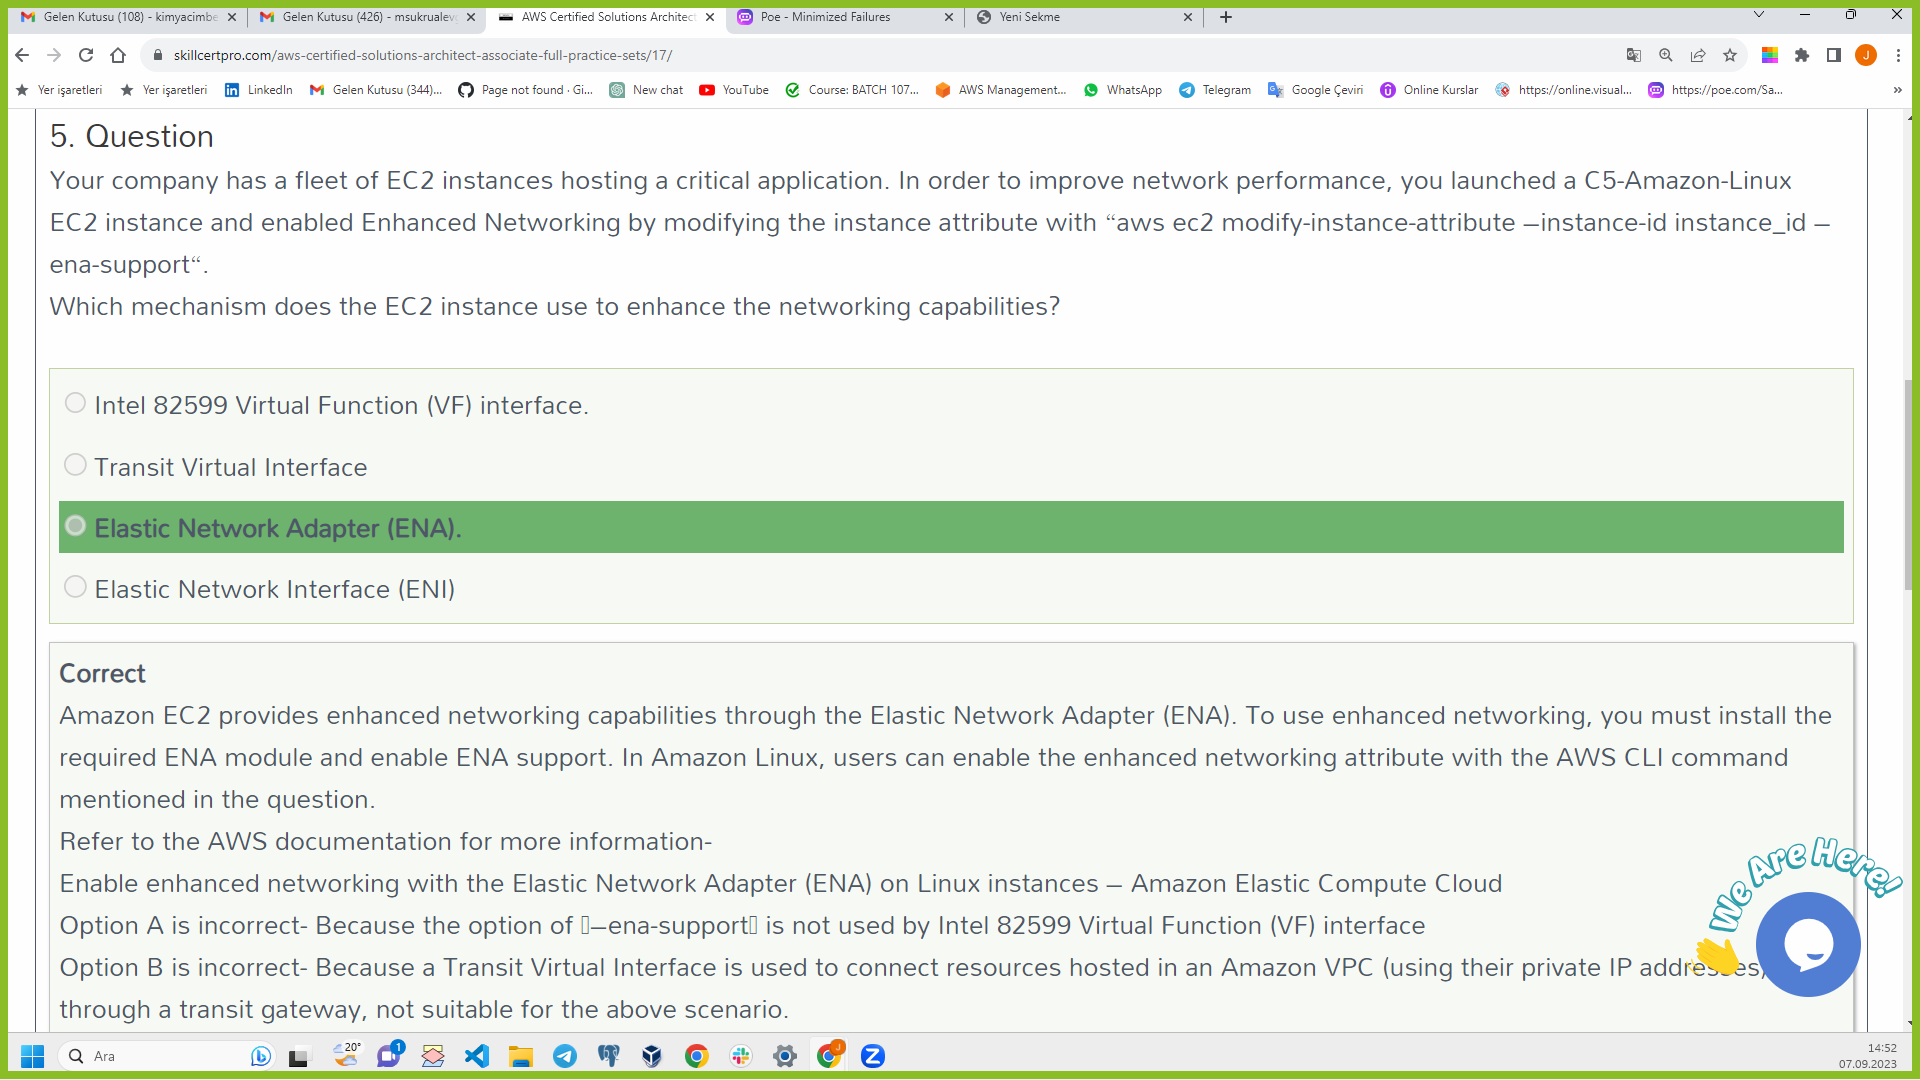 Gelen Kutusu (108) - kimyacimbe
Gelen Kutusu (426) - msukrualev
AWS Certified Solutions Architect
Poe - Minimized Failures
Yeni Sekme
skillcertpro.com/aws-certified-solutions-architect-associate-full-practice-sets/17/
J
Yer işaretleri
Yer işaretleri
LinkedIn
Gelen Kutusu (344)...
Page not found · Gi...
New chat
YouTube
Course: BATCH 107...
AWS Management...
WhatsApp
Telegram
Google Çeviri
Online Kurslar
https://online.visual...
https://poe.com/Sa...
5. Question
Your company has a fleet of EC2 instances hosting a critical application. In order to improve network performance, you launched a C5-Amazon-Linux
EC2 instance and enabled Enhanced Networking by modifying the instance attribute with “aws ec2 modify-instance-attribute –instance-id instance_id –
ena-support“.
Which mechanism does the EC2 instance use to enhance the networking capabilities?
Intel 82599 Virtual Function (VF) interface.
Transit Virtual Interface
Elastic Network Adapter (ENA).
Elastic Network Interface (ENI)
Correct
Amazon EC2 provides enhanced networking capabilities through the Elastic Network Adapter (ENA). To use enhanced networking, you must install the
required ENA module and enable ENA support. In Amazon Linux, users can enable the enhanced networking attribute with the AWS CLI command
mentioned in the question.
Refer to the AWS documentation for more information-
Enable enhanced networking with the Elastic Network Adapter (ENA) on Linux instances – Amazon Elastic Compute Cloud
Option A is incorrect- Because the option of –ena-support is not used by Intel 82599 Virtual Function (VF) interface
Option B is incorrect- Because a Transit Virtual Interface is used to connect resources hosted in an Amazon VPC (using their private IP addresses)
through a transit gateway, not suitable for the above scenario.
We Are Here!
Ara
20°
1
J
14:52
07.09.2023